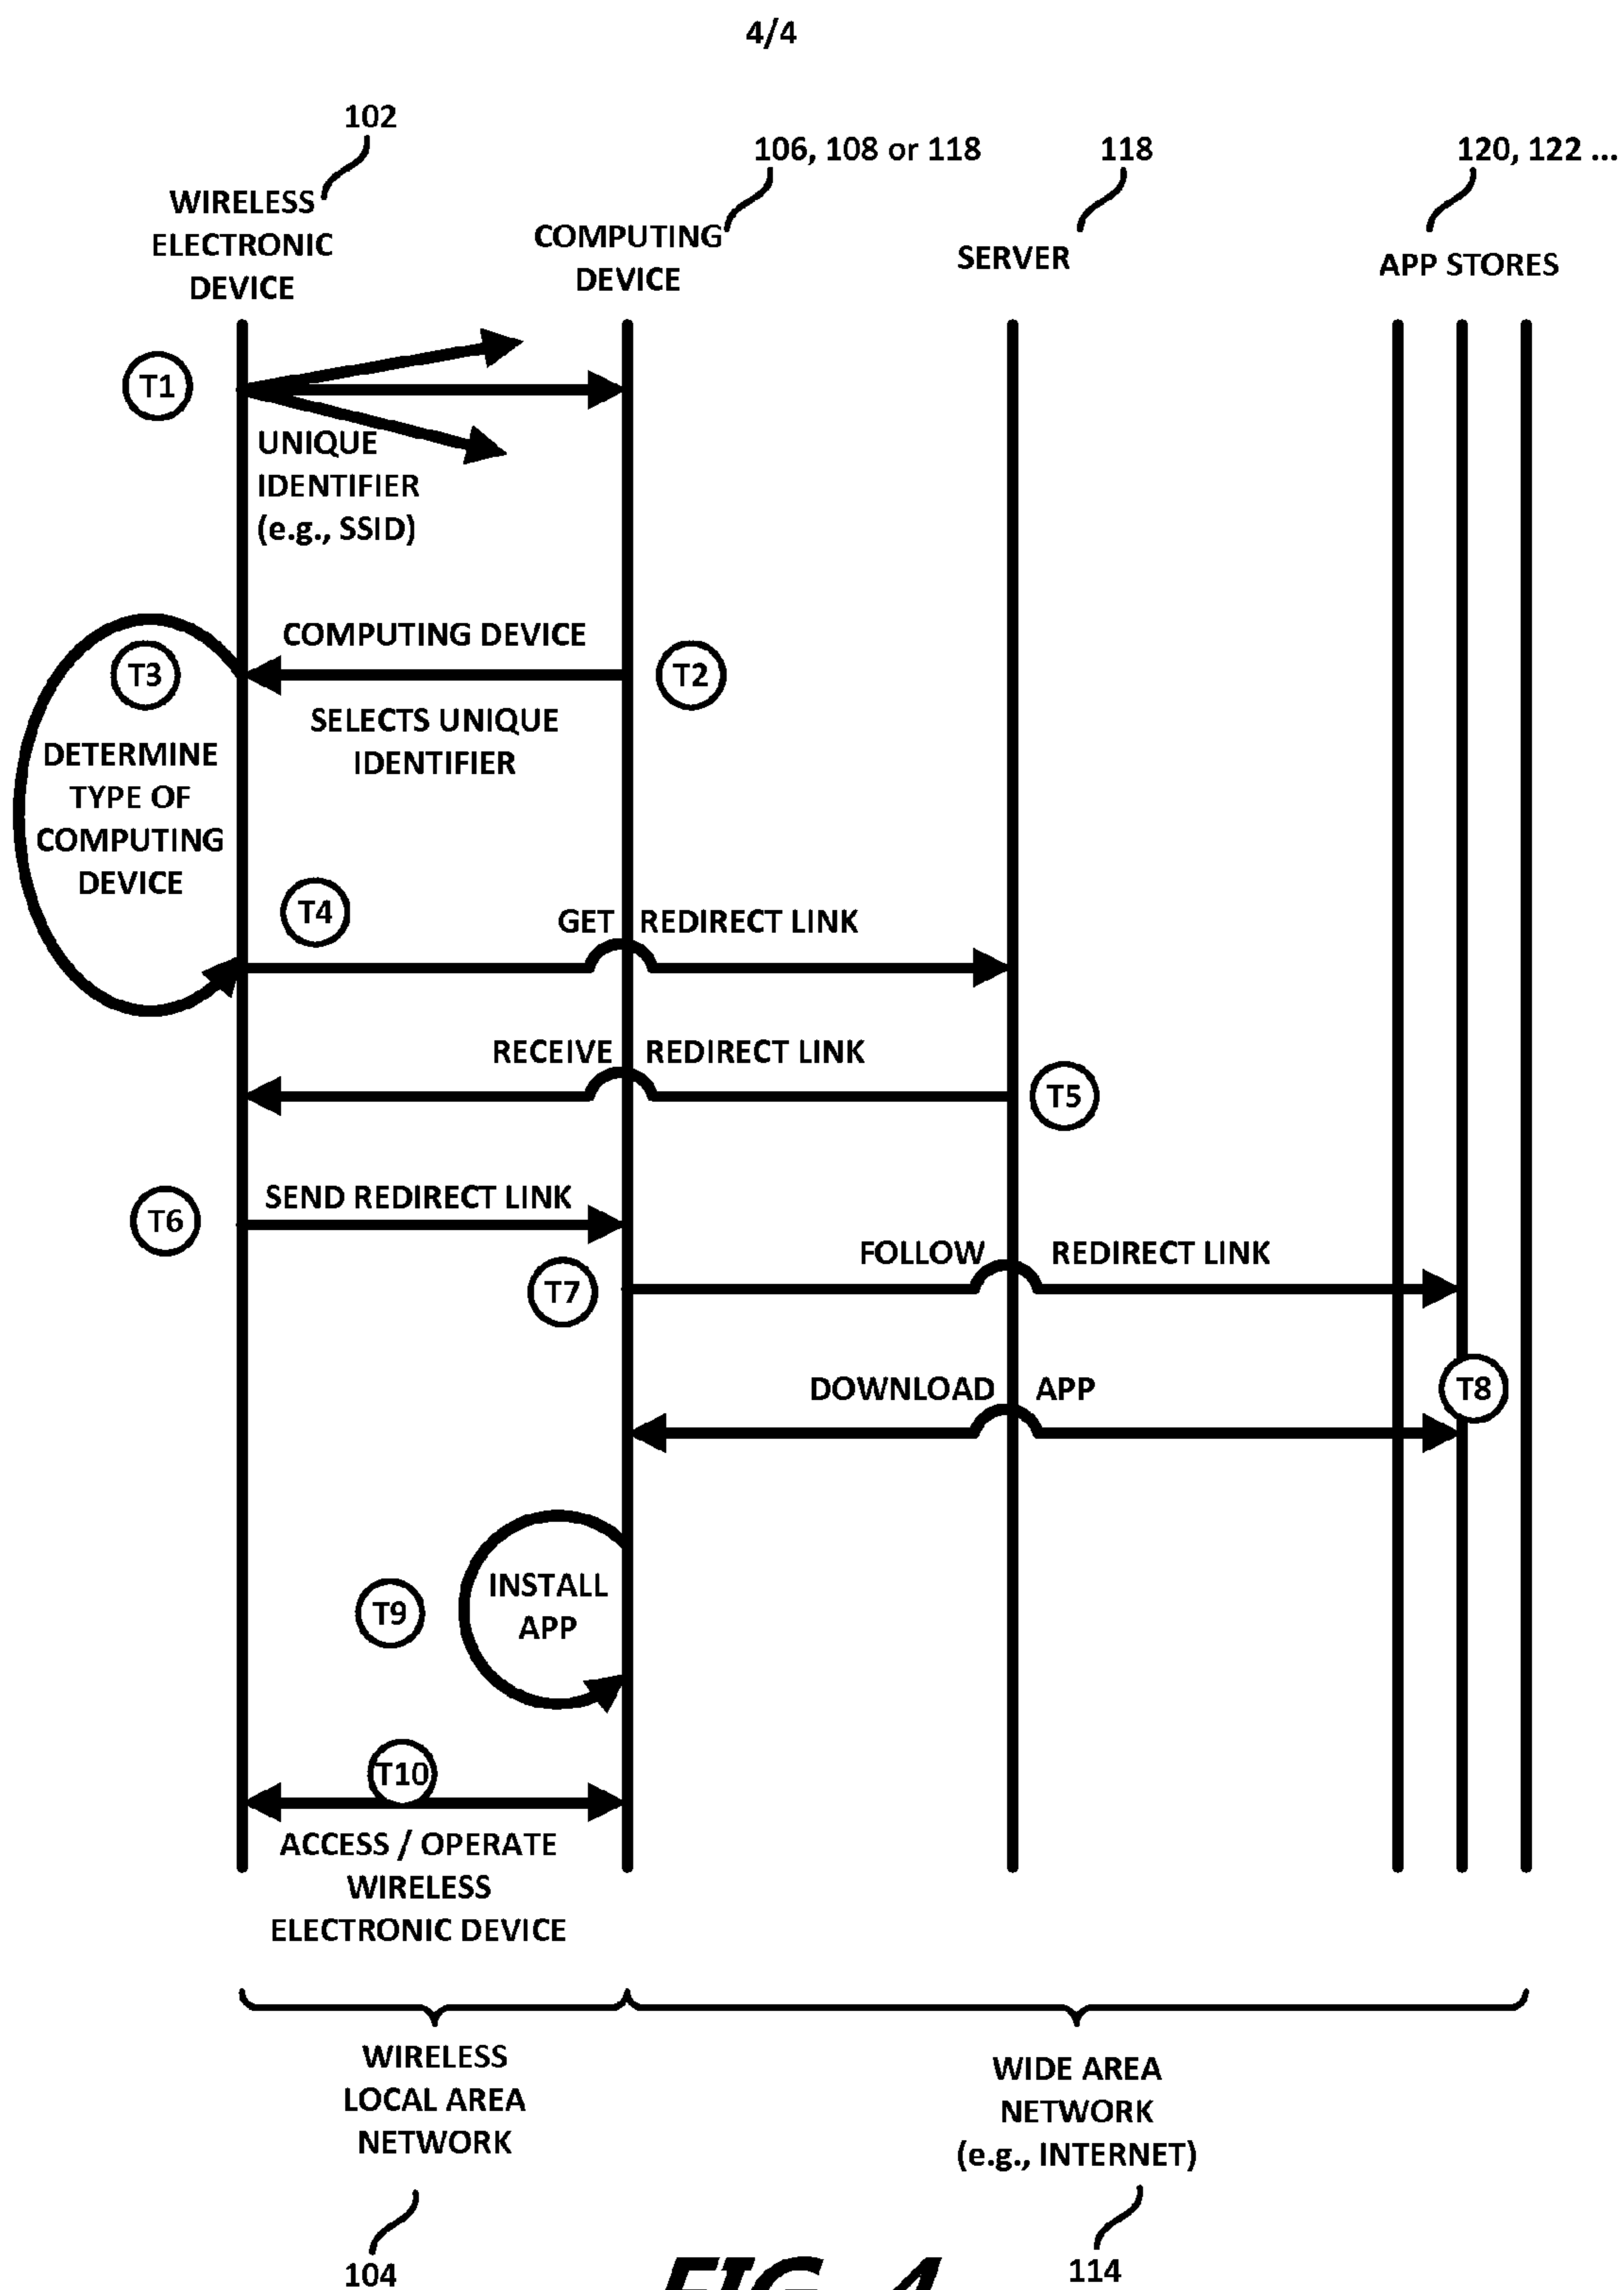 4/4
102
106, 108 or 118
118
120, 122 ...
WIRELESS
ELECTRONIC
DEVICE
COMPUTING
DEVICE
SERVER
APP STORES
T1
UNIQUE
IDENTIFIER
(e.g., SSID)
COMPUTING DEVICE
T2
SELECTS UNIQUE
IDENTIFIER
T3
DETERMINE
TYPE OF
COMPUTING
DEVICE
T4
GET REDIRECT LINK
RECEIVE REDIRECT LINK
T5
T6
SEND REDIRECT LINK
T7
FOLLOW REDIRECT LINK
DOWNLOAD APP
T8
T9
INSTALL
APP
T10
ACCESS / OPERATE
WIRELESS
ELECTRONIC DEVICE
WIRELESS
LOCAL AREA
NETWORK
WIDE AREA
NETWORK
(e.g., INTERNET)
104
114
FIG. 4